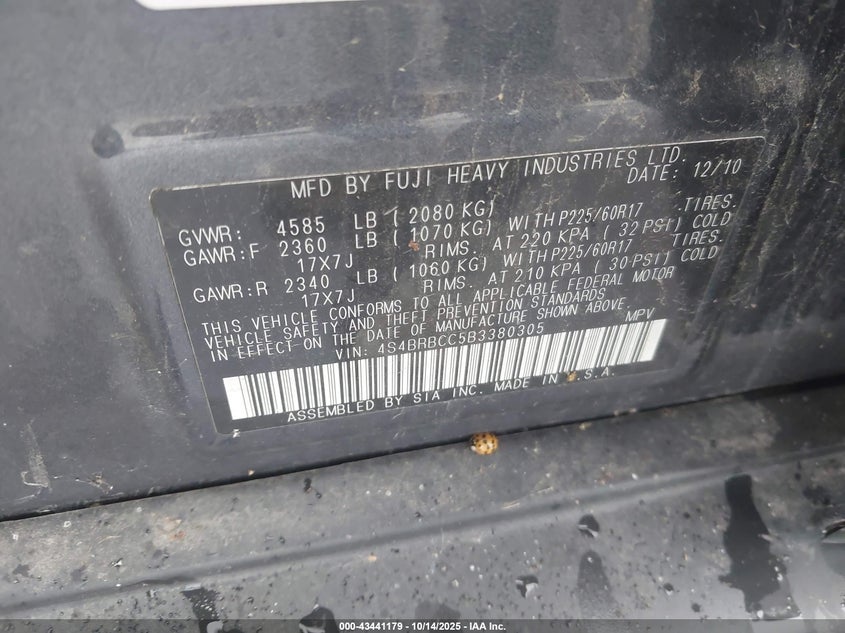 MFD BY FUJI HEAVY INDUSTRIES LTD.
DATE: 12/10
GVWR: 4585 LB ( 2080 KG)
GAWR:F 2360 LB ( 1070 KG) WITH P225/60R17 TIRES.
17X7J RIMS. AT 220 KPA ( 32 PSI) COLD
GAWR:R 2340 LB ( 1060 KG) WITH P225/60R17 TIRES.
17X7J RIMS. AT 210 KPA ( 30 PSI) COLD
THIS VEHICLE CONFORMS TO ALL APPLICABLE FEDERAL MOTOR
VEHICLE SAFETY AND THEFT PREVENTION STANDARDS
IN EFFECT ON THE DATE OF MANUFACTURE SHOWN ABOVE.
VIN: 4S4BRBCC5B3380305 MPV
ASSEMBLED BY SIA INC. MADE IN U.S.A.
000-43441179 | 10/14/2025 | IAA Inc.